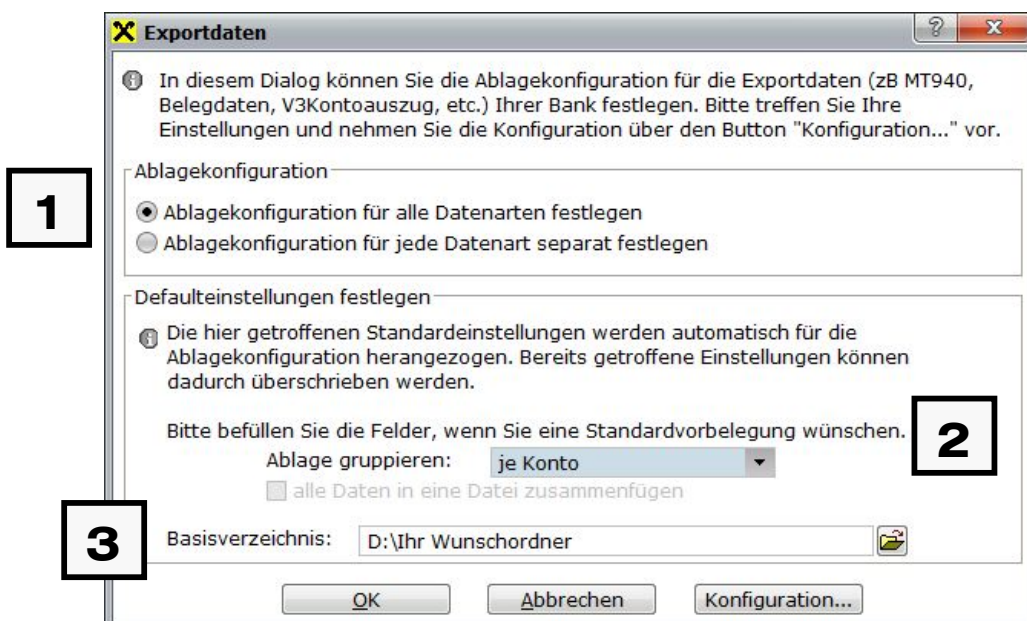 Exportdaten
In diesem Dialog können Sie die Ablagekonfiguration für die Exportdaten (zB MT940,
Belegdaten, V3Kontoauszug, etc.) Ihrer Bank festlegen. Bitte treffen Sie Ihre
Einstellungen und nehmen Sie die Konfiguration über den Button "Konfiguration..." vor.
1
Ablagekonfiguration
Ablagekonfiguration für alle Datenarten festlegen
Ablagekonfiguration für jede Datenart separat festlegen
Defaulteinstellungen festlegen
Die hier getroffenen Standardeinstellungen werden automatisch für die
Ablagekonfiguration herangezogen. Bereits getroffene Einstellungen können
dadurch überschrieben werden.
Bitte befüllen Sie die Felder, wenn Sie eine Standardvorbelegung wünschen.
2
Ablage gruppieren: je Konto
alle Daten in eine Datei zusammenfügen
3
Basisverzeichnis: D:\Ihr Wunschordner
OK Abbrechen Konfiguration...